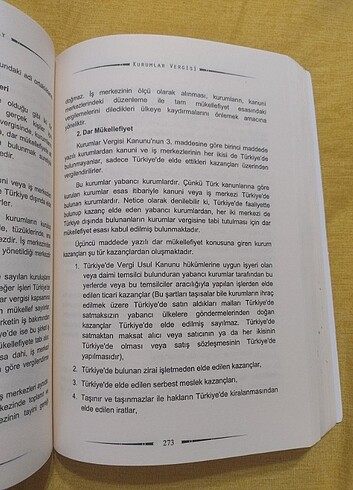 KURUMLAR VERGİSİ
doğmaz. İş merkezinin ölçü olarak alınması, kurumların, kanuni
merkezlerindeki düzenleme ile tam mükellefiyet esasındaki
vergilemelerini diledikleri ülkeye kaydırmalarını önlemek amacına
yöneliktir.
2. Dar Mükellefiyet
Kurumlar Vergisi Kanunu'nun 3. maddesine göre birinci maddede
yazılı kurumlardan kanuni ve iş merkezlerinin her ikisi de Türkiye'de
bulunmayanlar, sadece Türkiye'de elde ettikleri kazançları üzerinden
vergilendirilirler.
Bu kurumlar yabancı kurumlardır. Çünkü Türk kanunlarına göre
kurulan kurumlar esas itibariyle kanuni veya iş merkezleri Türkiye'de
kurumlardır. Netice olarak denilebilir ki, Türkiye'de faaliyette
bulunup kazanç elde eden yabancı kurumlardan, her iki merkezi de
Türkiye dışında bulunanların kurumlar vergisine tabi tutulması için dar
mükellefiyet esası kabul edilmiş bulunmaktadır.
Üçüncü maddede yazılı dar mükellefiyet konusuna giren kurum
kazançları şu tür kazançlardan oluşmaktadır.
1. Türkiye'de Vergi Usul Kanunu hükümlerine uygun işyeri olan
veya daimi temsilci bulunduran yabancı kurumlar tarafından bu
yerlerde veya bu temsilciler aracılığıyla yapılan işlerden elde
edilen ticari kazançlar (Bu şartları taşısalar bile kurumların ihraç
edilmek üzere Türkiye'de satın aldıkları malları Türkiye'de
satmaksızın yabancı ülkelere göndermelerinden doğan
kazançlar Türkiye'de elde edilmiş sayılmaz. Türkiye'de
satmaktan maksat alıcı veya satıcının ya da her ikisinin
Türkiye'de olması veya satış sözleşmesinin Türkiye'de
yapılmasıdır).
2. Türkiye'de bulunan zirai işletmeden elde edilen kazançlar,
3. Türkiye'de elde edilen serbest meslek kazançları,
4. Taşınır ve taşınmazlar ile hakların Türkiye'de kiralanmasından
elde edilen iratlar,
273